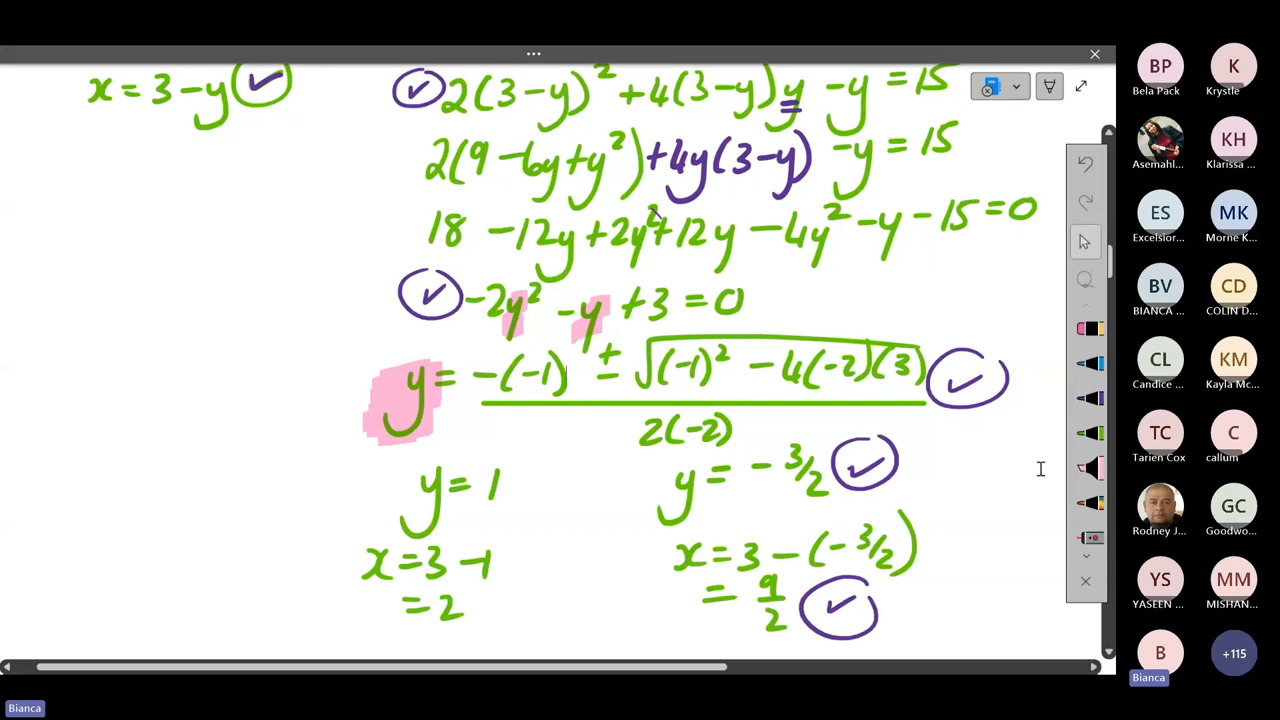 x = 3 - y
2(3 - y)² + 4(3 - y)y - y = 15
2(9 - 6y + y²) + 4y(3 - y) - y = 15
18 - 12y + 2y² + 12y - 4y² - y - 15 = 0
-2y² - y + 3 = 0
y = -(-1) ± √(-1)² - 4(-2)(3)
2(-2)
y = 1
y = -3/2
x = 3 - 1
x = 3 - (-3/2)
= 2
= 9/2
BP
Bela Pack
K
Krystle
Asemahl...
KH
Klarissa ...
ES
Excelsior...
MK
Morne K...
BV
BIANCA ...
CD
COLIN D...
CL
Candice ...
KM
Kayla Mc...
TC
Tarien Cox
C
callum
Rodney J...
GC
Goodwo...
YS
YASEEN ...
MM
MISHAN...
B
Bianca
+115
Bianca